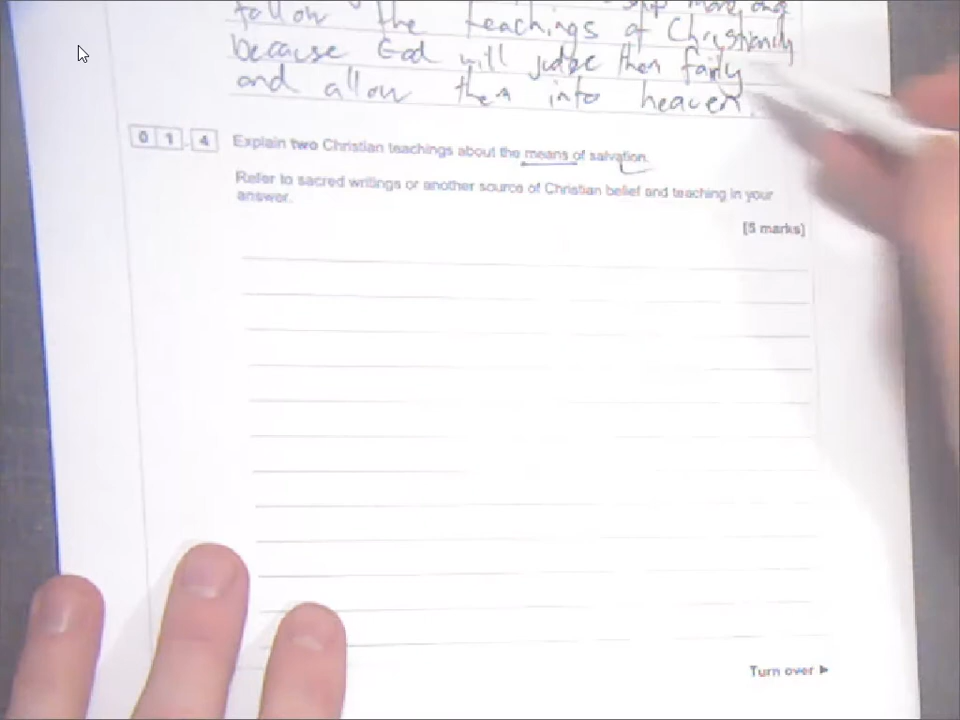 follow the teachings of Christianity
because God will judge then fairly
and allow then into heaven.
0 1 . 4 Explain two Christian teachings about the means of salvation.
Refer to sacred writings or another source of Christian belief and teaching in your
answer.
[5 marks]
Turn over ▶